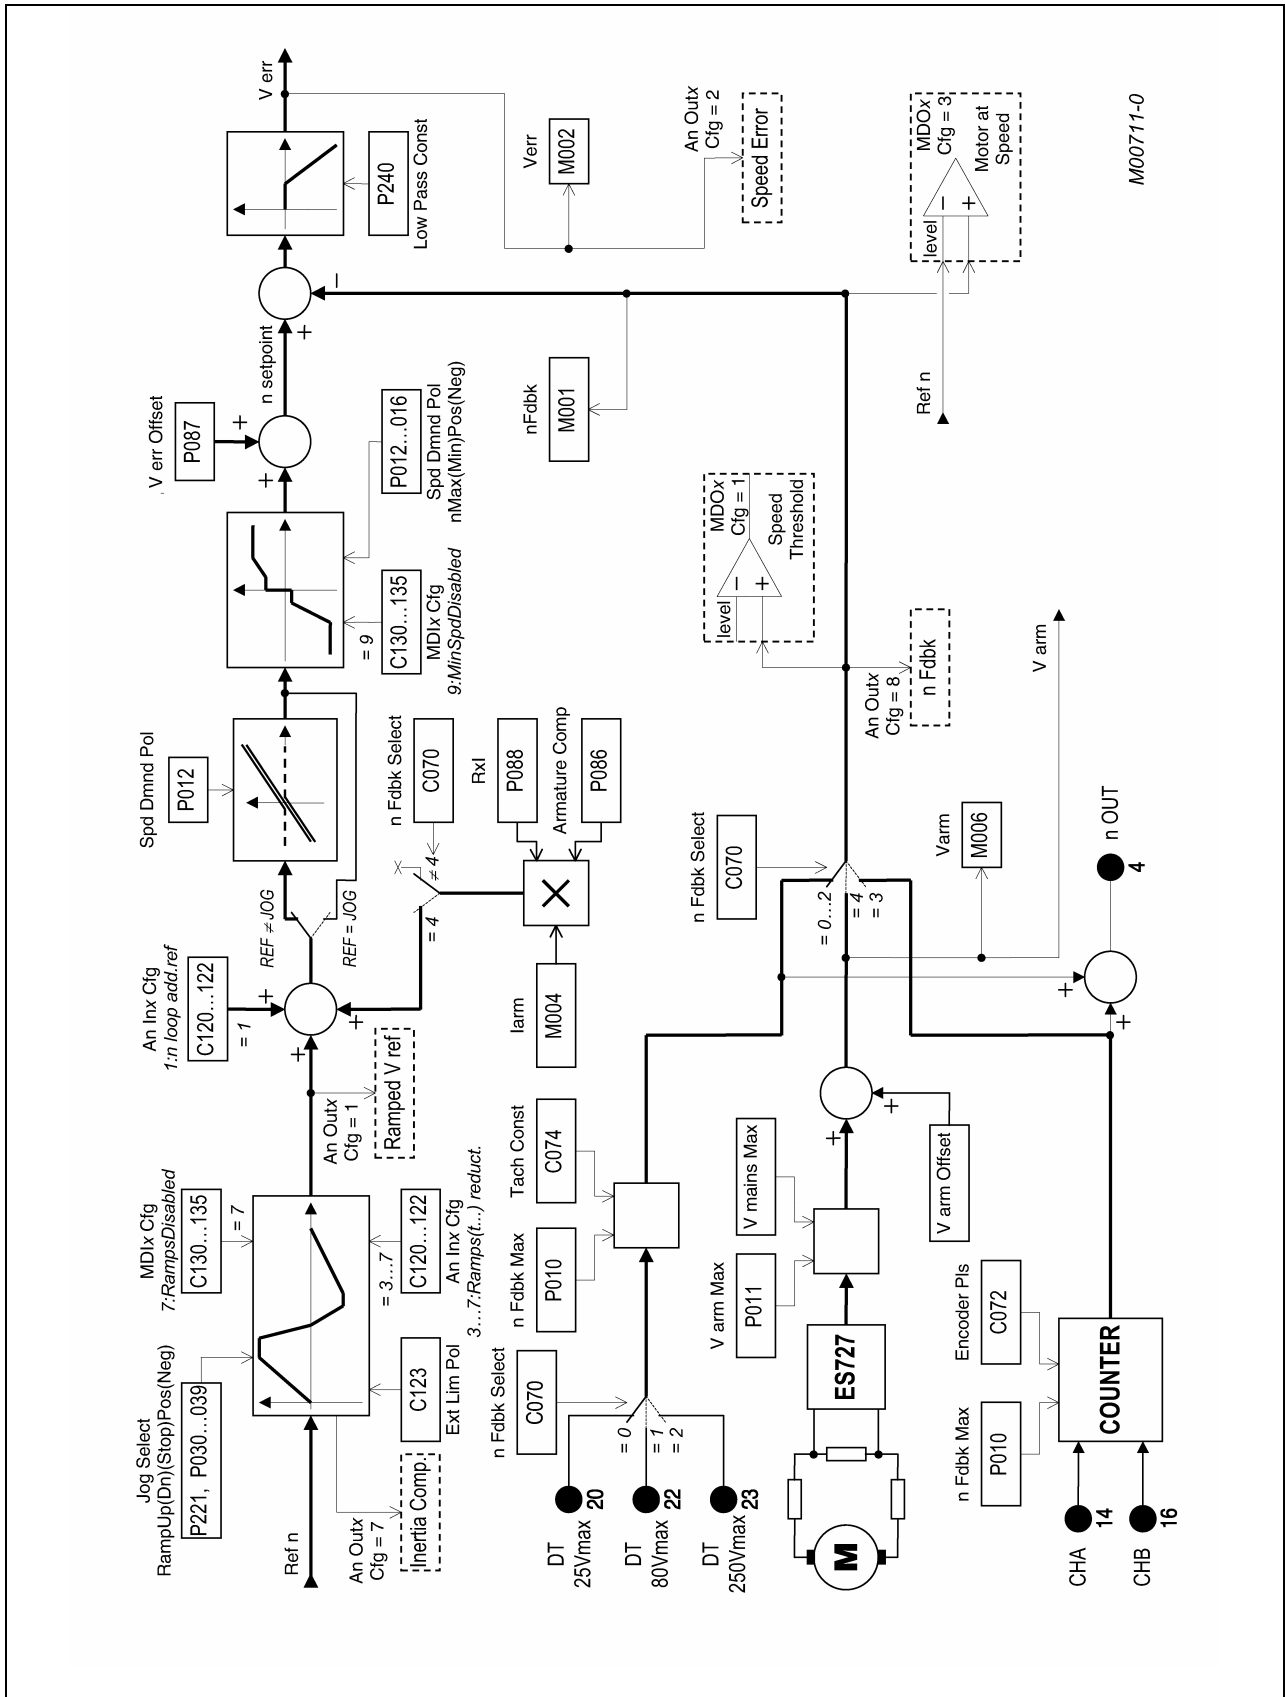 Jog Select
RampUp(Dn)(Stop)Pos(Neg)
P221, P030...039
MDIx Cfg
7:RampsDisabled
C130...135
= 7
Ref n
An Outx
Cfg = 7
Inertia Comp.
C123
Ext Lim Pol
= 3...7
C120...122
An Inx Cfg
3...7:Ramps(t...) reduct.
An Outx
Cfg = 1
Ramped V ref
An Inx Cfg
1:n loop add.ref
C120...122
= 1
+
+
+
REF ≠ JOG
REF = JOG
Spd Dmnd Pol
P012
= 4
≠ 4
n Fdbk Select
C070
Iarm
M004
×
RxI
P088
Armature Comp
P086
= 9
C130...135
MDIx Cfg
9:MinSpdDisabled
P012...016
Spd Dmnd Pol
nMax(Min)Pos(Neg)
V err Offset
P087
+
+
n setpoint
+
−
P240
Low Pass Const
V err
Verr
M002
An Outx
Cfg = 2
Speed Error
nFdbk
M001
MDOx
Cfg = 3
level
−
+
Motor at
Speed
Ref n
MDOx
Cfg = 1
level
−
+
Speed
Threshold
An Outx
Cfg = 8
n Fdbk
V arm
n Fdbk Select
C070
= 0...2
= 4
= 3
Varm
M006
n OUT
4
+
+
n Fdbk Select
C070
= 0
= 1
= 2
DT
25Vmax
20
DT
80Vmax
22
DT
250Vmax
23
n Fdbk Max
P010
Tach Const
C074
M
ES727
V arm Max
P011
V mains Max
+
+
V arm Offset
CHA
14
CHB
16
n Fdbk Max
P010
Encoder Pls
C072
COUNTER
M00711-0